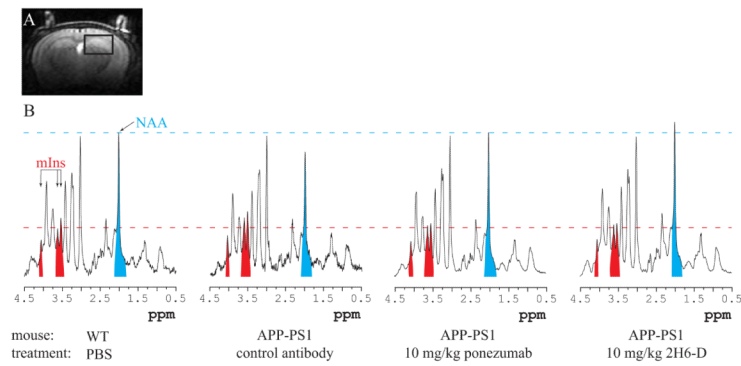 A
B
NAA
mIns
4.5 3.5 2.5 1.5 0.5 4.5 3.5 2.5 1.5 0.5 4.5 3.5 2.5 1.5 0.5 4.5 3.5 2.5 1.5 0.5
ppm ppm ppm ppm
mouse: WT APP-PS1 APP-PS1 APP-PS1
treatment: PBS control antibody 10 mg/kg ponezumab 10 mg/kg 2H6-D